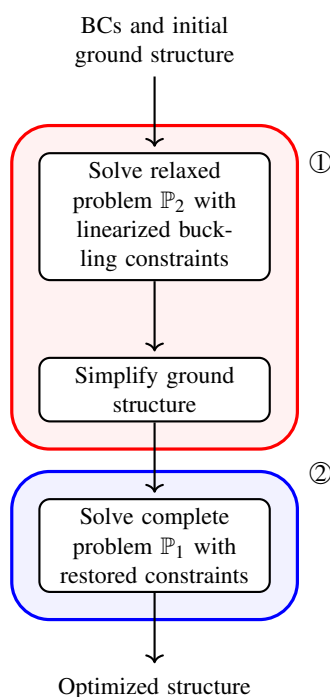 BCs and initial
ground structure
①
Solve relaxed
problem ℙ₂ with
linearized buck-
ling constraints
Simplify ground
structure
②
Solve complete
problem ℙ₁ with
restored constraints
Optimized structure